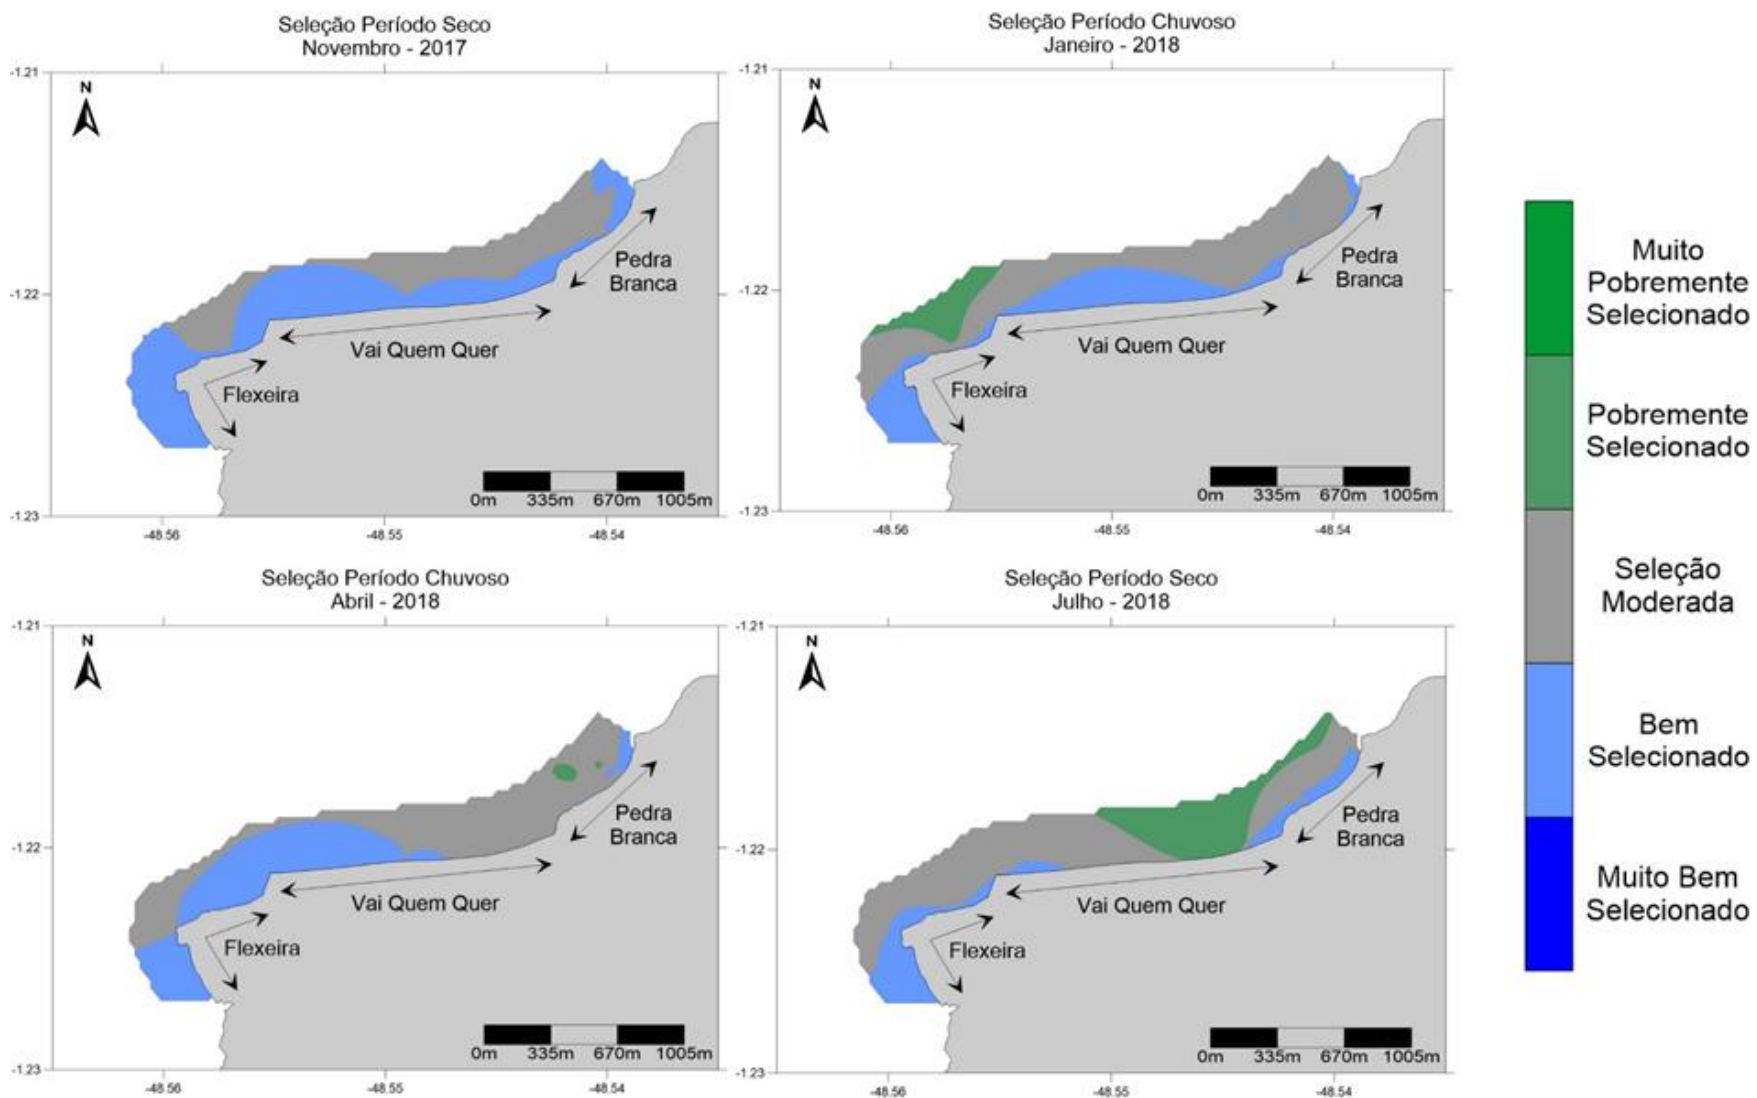 Seleção Período Seco
Novembro - 2017
-1.21
N
Pedra
Branca
-1.22
Vai Quem Quer
Flexeira
0m 335m 670m 1005m
-1.23
-48.56 -48.55 -48.54
Seleção Período Chuvoso
Janeiro - 2018
-1.21
N
Pedra
Branca
-1.22
Vai Quem Quer
Flexeira
0m 335m 670m 1005m
-1.23
-48.56 -48.55 -48.54
Seleção Período Chuvoso
Abril - 2018
-1.21
N
Pedra
Branca
-1.22
Vai Quem Quer
Flexeira
0m 335m 670m 1005m
-1.23
-48.56 -48.55 -48.54
Seleção Período Seco
Julho - 2018
-1.21
N
Pedra
Branca
-1.22
Vai Quem Quer
Flexeira
0m 335m 670m 1005m
-1.23
-48.56 -48.55 -48.54
Muito
Pobremente
Selecionado
Pobremente
Selecionado
Seleção
Moderada
Bem
Selecionado
Muito Bem
Selecionado